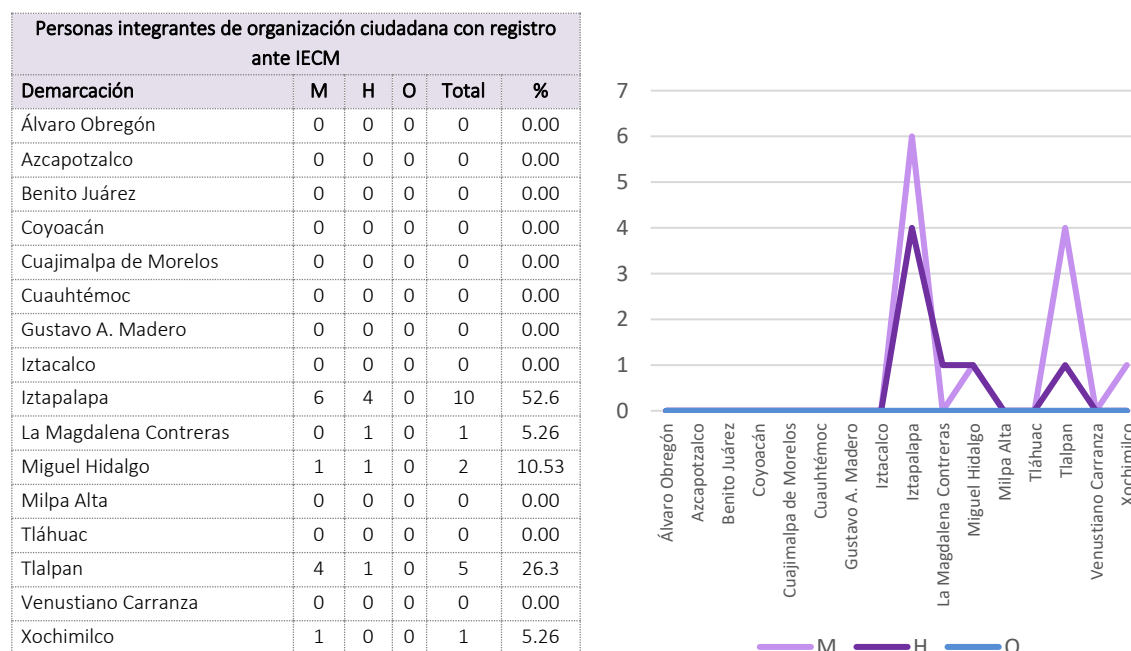 Personas integrantes de organización ciudadana con registro
ante IECM
Demarcación M H O Total %
Álvaro Obregón 0 0 0 0 0.00
Azcapotzalco 0 0 0 0 0.00
Benito Juárez 0 0 0 0 0.00
Coyoacán 0 0 0 0 0.00
Cuajimalpa de Morelos 0 0 0 0 0.00
Cuauhtémoc 0 0 0 0 0.00
Gustavo A. Madero 0 0 0 0 0.00
Iztacalco 0 0 0 0 0.00
Iztapalapa 6 4 0 10 52.6
La Magdalena Contreras 0 1 0 1 5.26
Miguel Hidalgo 1 1 0 2 10.53
Milpa Alta 0 0 0 0 0.00
Tláhuac 0 0 0 0 0.00
Tlalpan 4 1 0 5 26.3
Venustiano Carranza 0 0 0 0 0.00
Xochimilco 1 0 0 1 5.26
7
6
5
4
3
2
1
0
Álvaro Obregón
Azcapotzalco
Benito Juárez
Coyoacán
Cuajimalpa de Morelos
Cuauhtémoc
Gustavo A. Madero
Iztacalco
Iztapalapa
La Magdalena Contreras
Miguel Hidalgo
Milpa Alta
Tláhuac
Tlalpan
Venustiano Carranza
Xochimilco
M H O